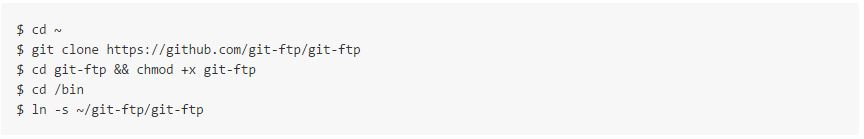 $ cd ~
$ git clone https://github.com/git-ftp/git-ftp
$ cd git-ftp && chmod +x git-ftp
$ cd /bin
$ ln -s ~/git-ftp/git-ftp